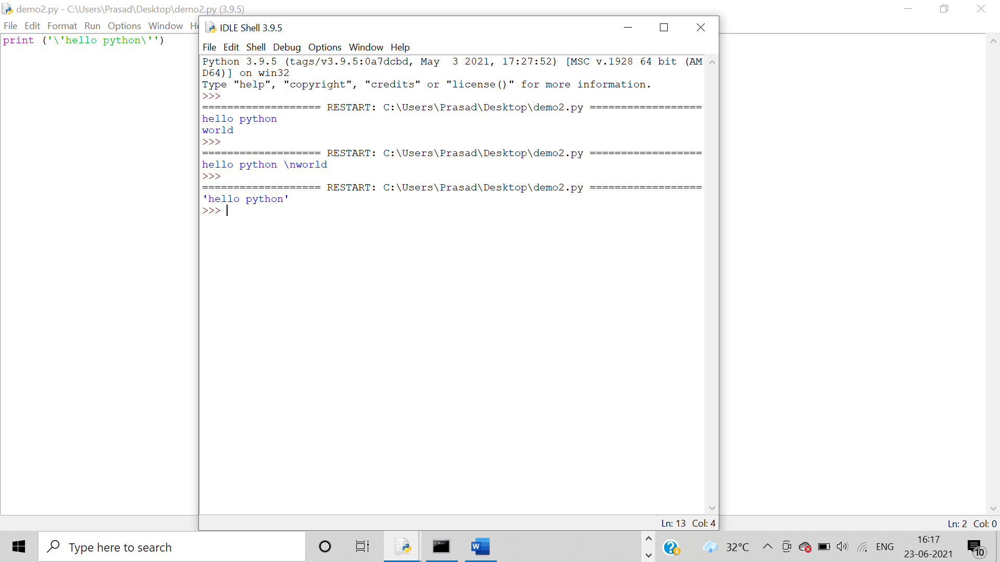 demo2.py - C:\Users\Prasad\Desktop\demo2.py (3.9.5)
File Edit Format Run Options Window He
print ('\'hello python\'')
IDLE Shell 3.9.5
File Edit Shell Debug Options Window Help
Python 3.9.5 (tags/v3.9.5:0a7dcbd, May  3 2021, 17:27:52) [MSC v.1928 64 bit (AM
D64)] on win32
Type "help", "copyright", "credits" or "license()" for more information.
>>>
=================== RESTART: C:\Users\Prasad\Desktop\demo2.py ==================
hello python
world
>>>
=================== RESTART: C:\Users\Prasad\Desktop\demo2.py ==================
hello python \nworld
>>>
=================== RESTART: C:\Users\Prasad\Desktop\demo2.py ==================
'hello python'
>>>
Ln: 13 Col: 4
Ln: 2 Col: 0
Type here to search
C:\_
W
?
32°C
ENG
16:17
23-06-2021
10